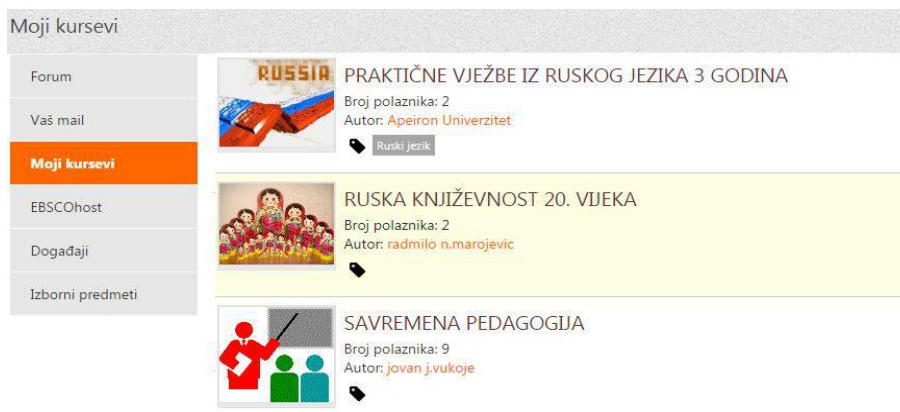 Moji kursevi
Forum
Vaš mail
Moji kursevi
EBSCOhost
Događaji
Izborni predmeti
RUSSIA
PRAKTIČNE VJEŽBE IZ RUSKOG JEZIKA 3 GODINA
Broj polaznika: 2
Autor: Apeiron Univerzitet
Ruski jezik
RUSKA KNJIŽEVNOST 20. VIJEKA
Broj polaznika: 2
Autor: radmilo n.marojevic
SAVREMENA PEDAGOGIJA
Broj polaznika: 9
Autor: jovan j.vukoje